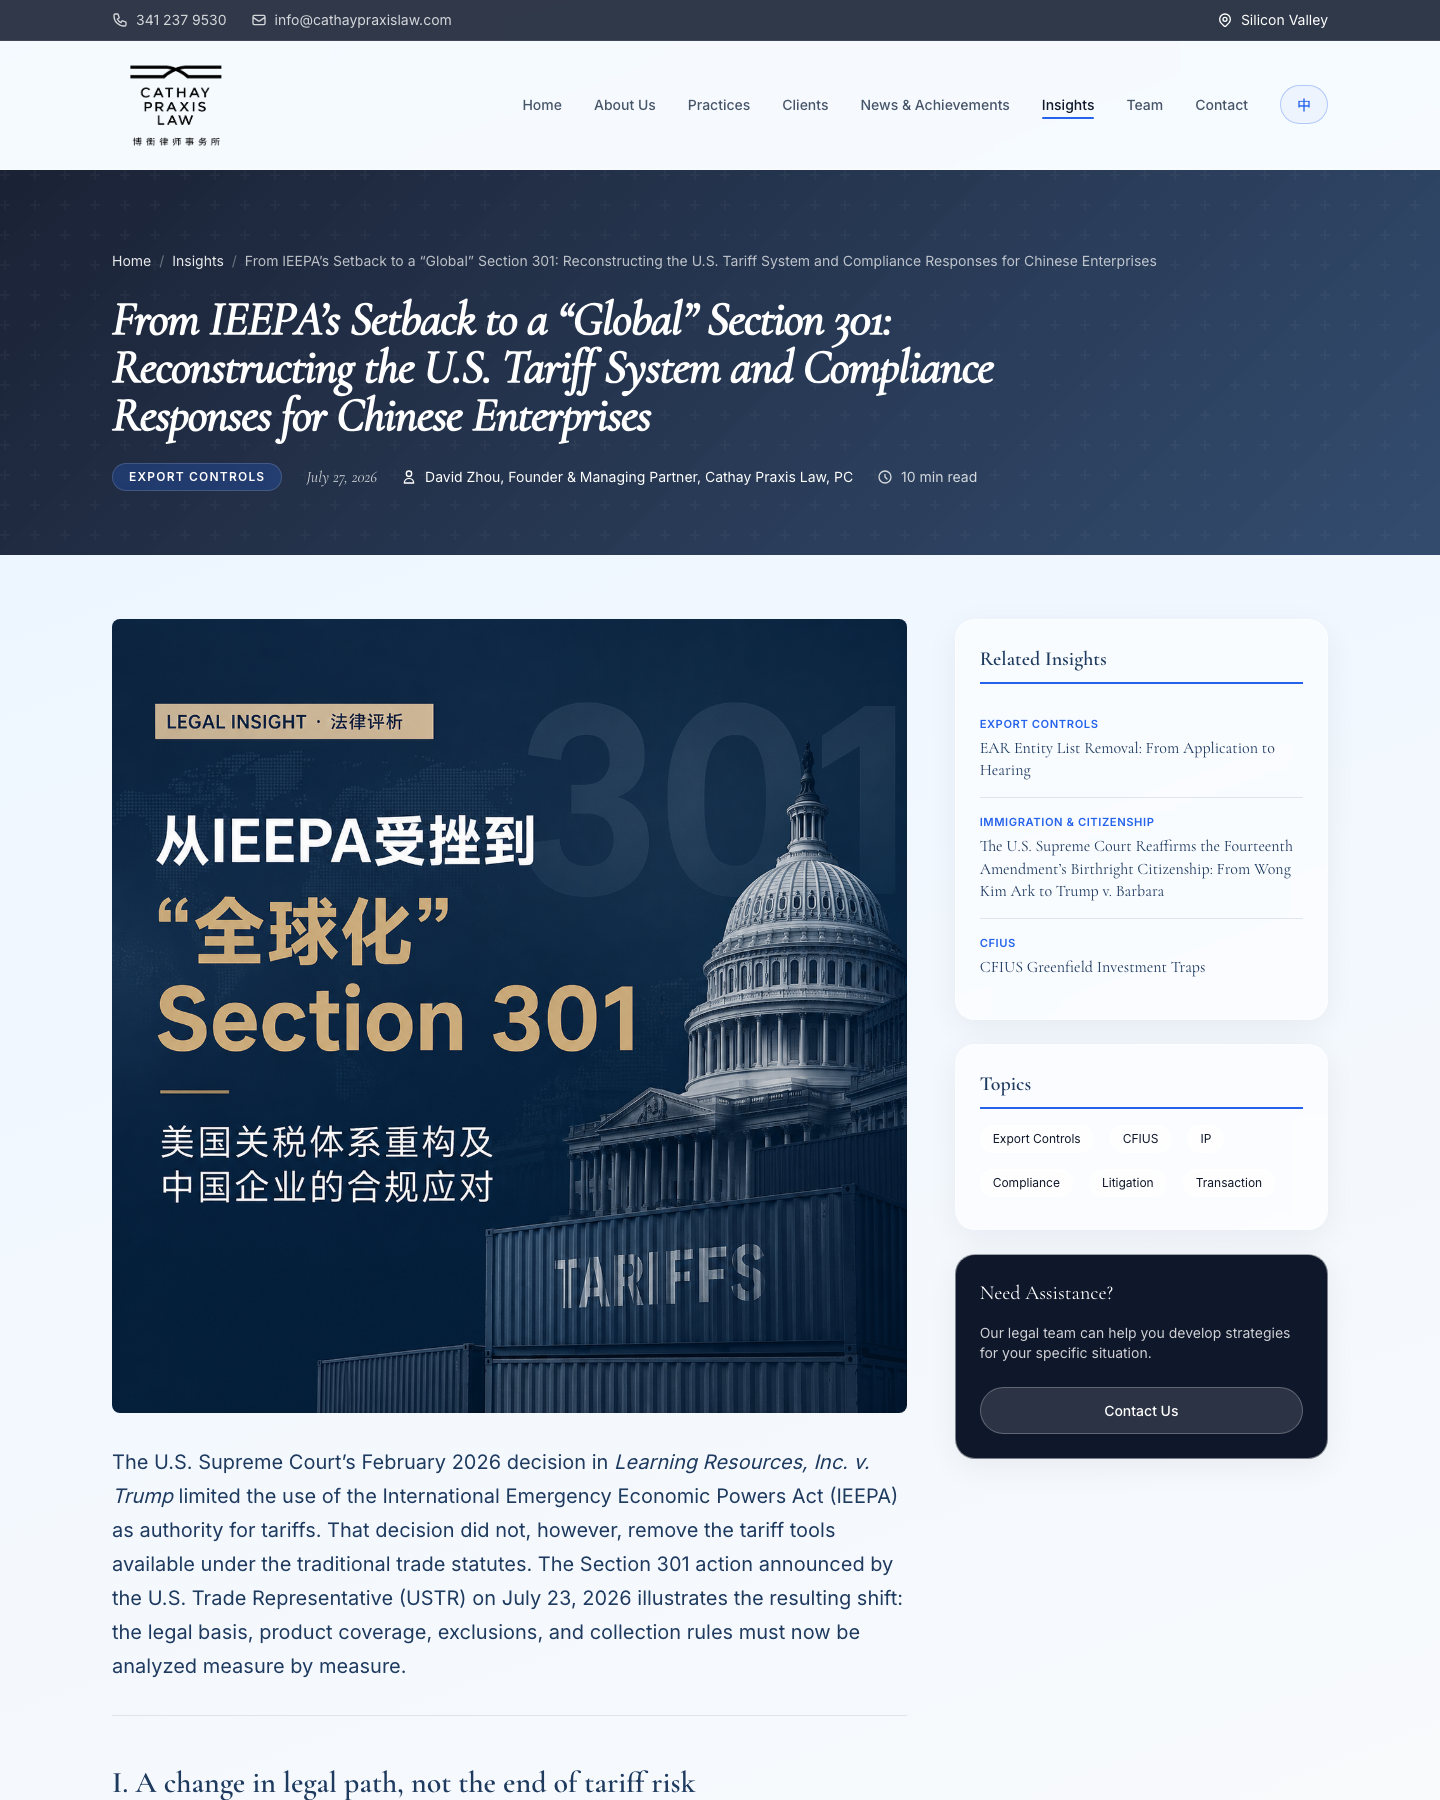 341 237 9530
info@cathaypraxislaw.com
Silicon Valley
CATHAY
PRAXIS
LAW
博衡律师事务所
Home
About Us
Practices
Clients
News & Achievements
Insights
Team
Contact
中
Home / Insights / From IEEPA’s Setback to a “Global” Section 301: Reconstructing the U.S. Tariff System and Compliance Responses for Chinese Enterprises
From IEEPA’s Setback to a “Global” Section 301:
Reconstructing the U.S. Tariff System and Compliance
Responses for Chinese Enterprises
EXPORT CONTROLS
July 27, 2026
David Zhou, Founder & Managing Partner, Cathay Praxis Law, PC
10 min read
LEGAL INSIGHT · 法律评析
301
从IEEPA受挫到
“全球化”
Section 301
美国关税体系重构及
中国企业的合规应对
TARIFFS
The U.S. Supreme Court’s February 2026 decision in Learning Resources, Inc. v.
Trump limited the use of the International Emergency Economic Powers Act (IEEPA)
as authority for tariffs. That decision did not, however, remove the tariff tools
available under the traditional trade statutes. The Section 301 action announced by
the U.S. Trade Representative (USTR) on July 23, 2026 illustrates the resulting shift:
the legal basis, product coverage, exclusions, and collection rules must now be
analyzed measure by measure.
I. A change in legal path, not the end of tariff risk
Related Insights
EXPORT CONTROLS
EAR Entity List Removal: From Application to
Hearing
IMMIGRATION & CITIZENSHIP
The U.S. Supreme Court Reaffirms the Fourteenth
Amendment’s Birthright Citizenship: From Wong
Kim Ark to Trump v. Barbara
CFIUS
CFIUS Greenfield Investment Traps
Topics
Export Controls
CFIUS
IP
Compliance
Litigation
Transaction
Need Assistance?
Our legal team can help you develop strategies
for your specific situation.
Contact Us